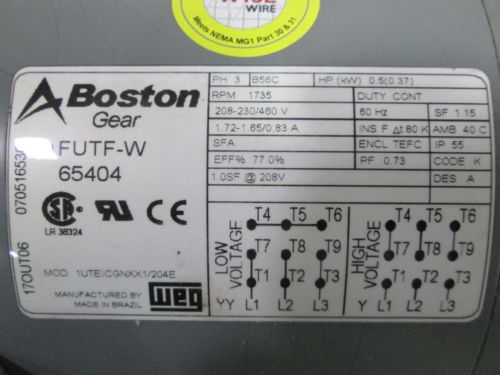 WISE
WIRE
Meets NEMA MG1 Part 30 & 31
Boston
Gear
FUTF-W
65404
LR 38324
MOD. 1UTEICGNXX1/204E
MANUFACTURED BY
MADE IN BRAZIL
weg
17OUT06 070516530
PH 3 B56C HP (kW) 0.5(0.37)
RPM 1735 DUTY CONT
208-230/460 V 60 Hz SF 1.15
1.72-1.65/0.83 A INS F Δt 80 K AMB 40 C
SFA ENCL TEFC IP 55
EFF% 77.0% PF 0.73 CODE K
1.0SF @ 208V DES A
LOW VOLTAGE
T4 T5 T6
T7 T8 T9
T1 T2 T3
YY L1 L2 L3
HIGH VOLTAGE
T4 T5 T6
T7 T8 T9
T1 T2 T3
Y L1 L2 L3